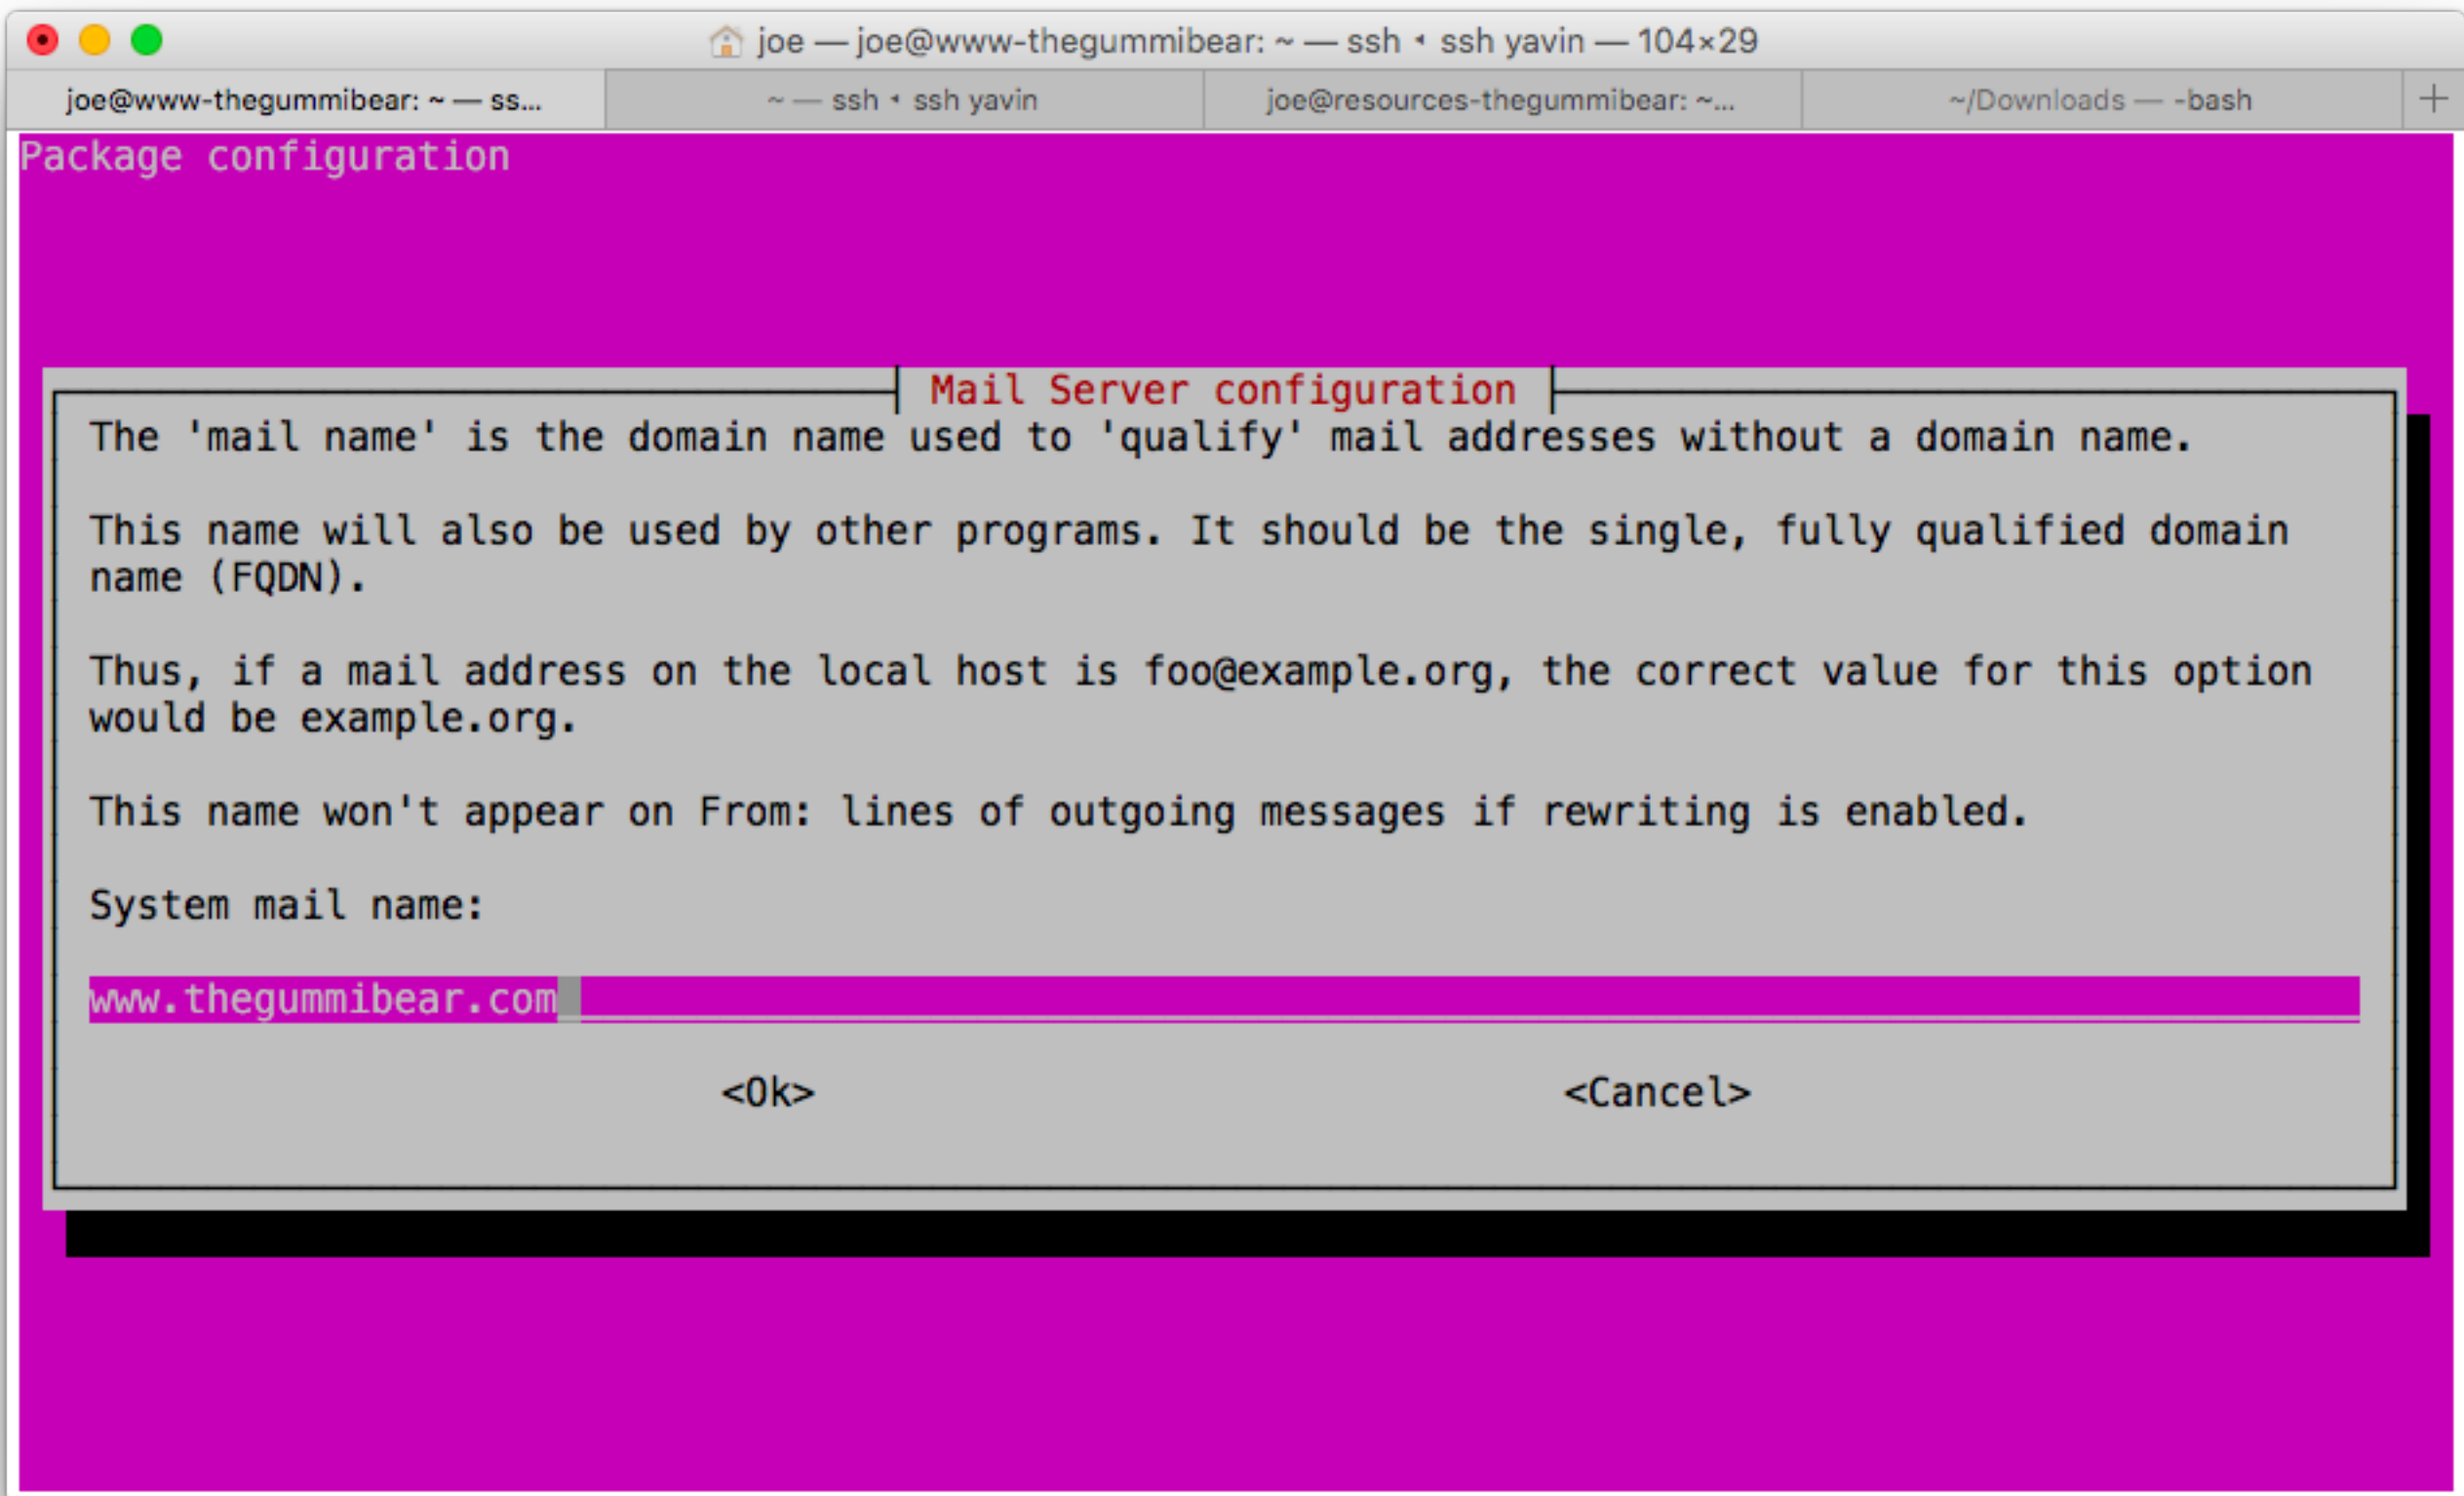 joe — joe@www-thegummibear: ~ — ssh ◂ ssh yavin — 104×29
joe@www-thegummibear: ~ — ss...
~ — ssh ◂ ssh yavin
joe@resources-thegummibear: ~...
~/Downloads — -bash
+
Package configuration
Mail Server configuration
The 'mail name' is the domain name used to 'qualify' mail addresses without a domain name.
This name will also be used by other programs. It should be the single, fully qualified domain
name (FQDN).
Thus, if a mail address on the local host is foo@example.org, the correct value for this option
would be example.org.
This name won't appear on From: lines of outgoing messages if rewriting is enabled.
System mail name:
www.thegummibear.com
<Ok>
<Cancel>